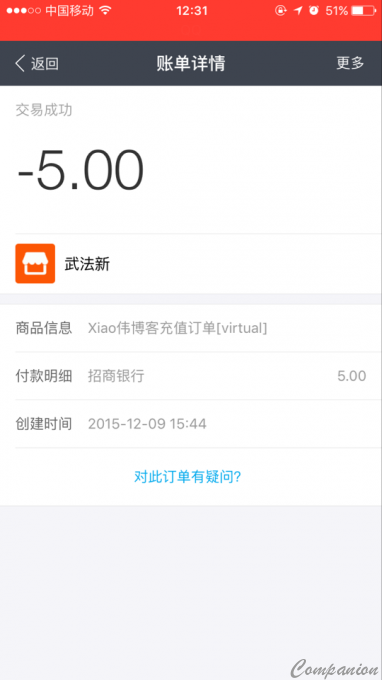 中国移动 12:31 51%
返回 账单详情 更多
交易成功
-5.00
武法新
商品信息 Xiao伟博客充值订单[virtual]
付款明细 招商银行 5.00
创建时间 2015-12-09 15:44
对此订单有疑问?
Companion